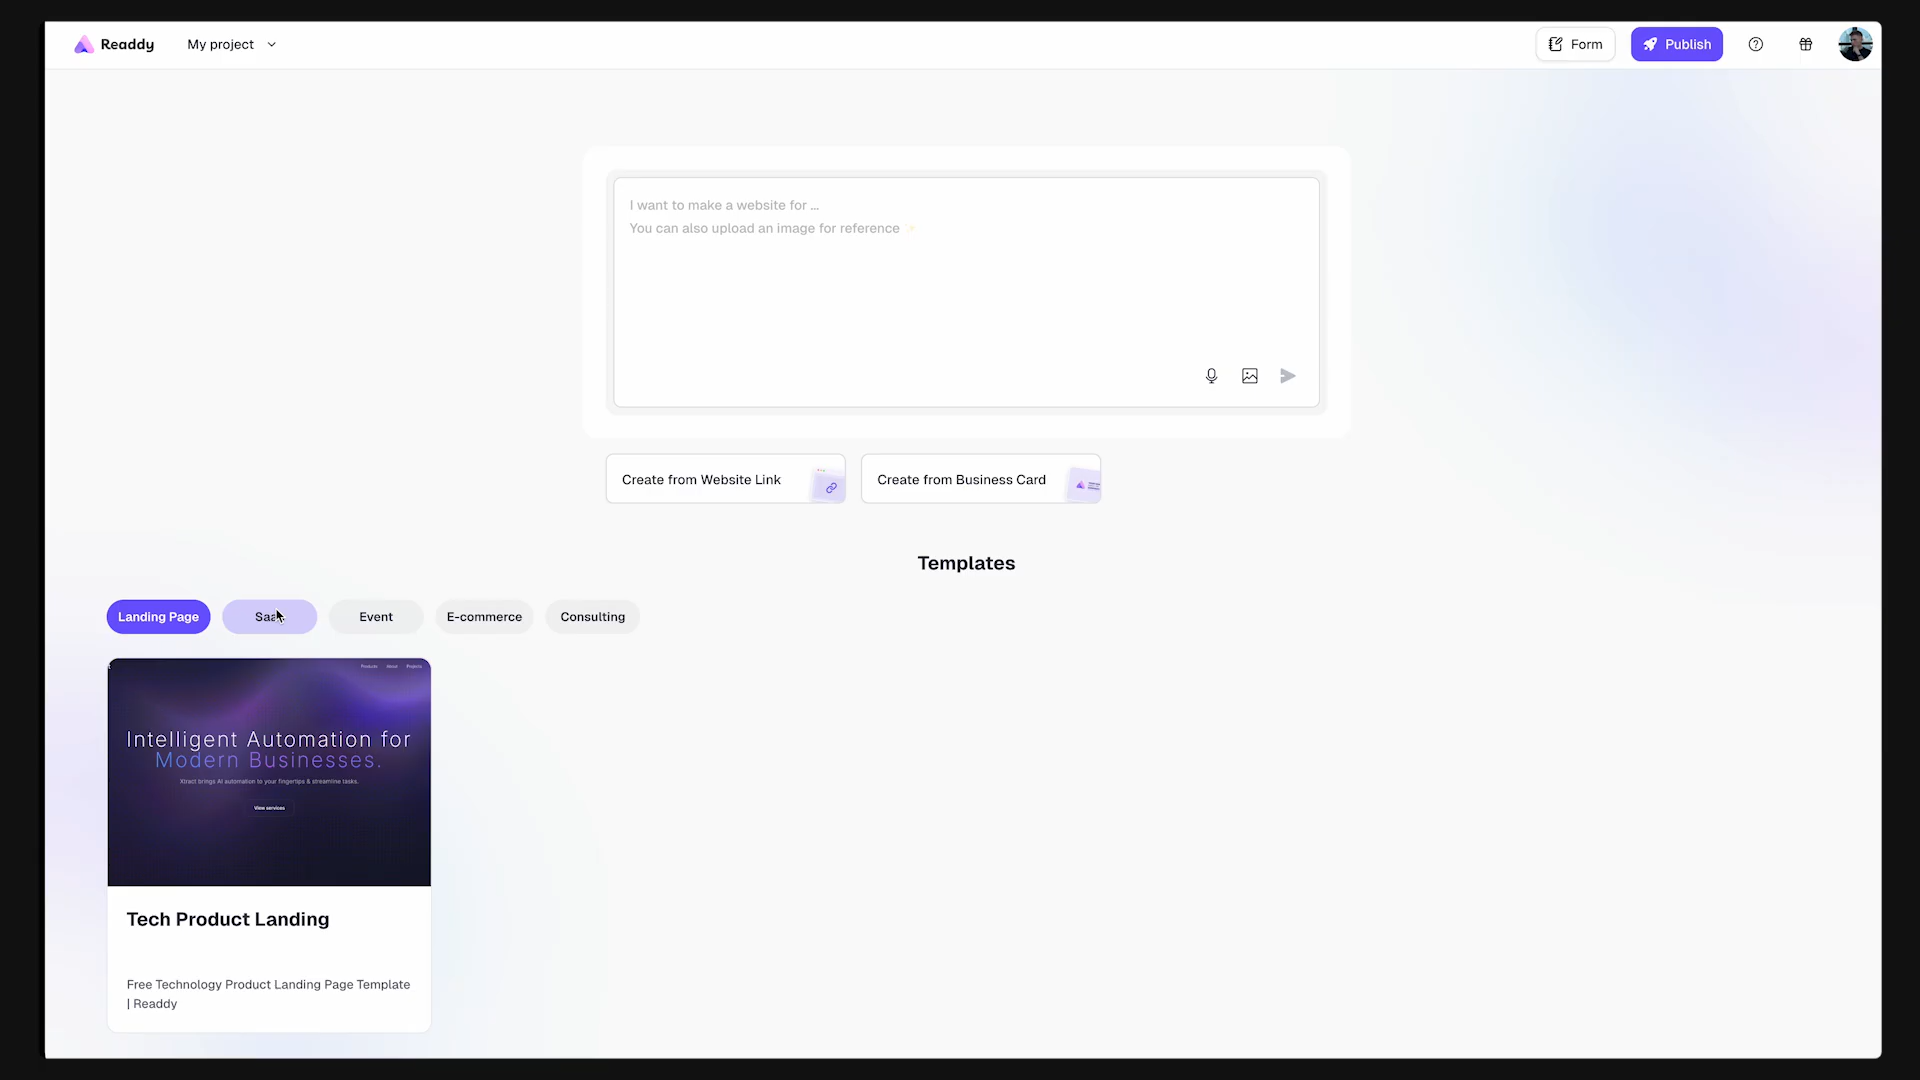 Readdy
My project
Form
Publish
I want to make a website for ...
You can also upload an image for reference
Create from Website Link
Create from Business Card
Templates
Landing Page
SaaS
Event
E-commerce
Consulting
Products About Projects
Intelligent Automation for
Modern Businesses.
Xtract brings AI automation to your fingertips & streamline tasks.
View services
Tech Product Landing
Free Technology Product Landing Page Template
| Readdy